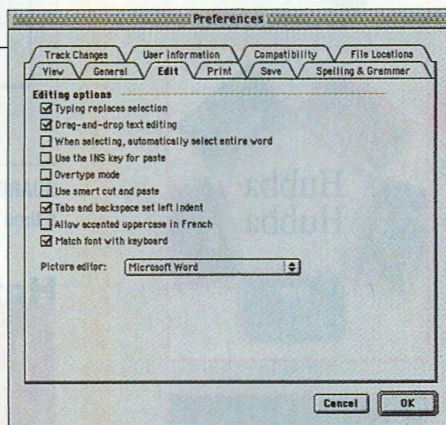 Preferences
Track Changes User Information Compatibility File Locations
View General Edit Print Save Spelling & Grammar
Editing options
Typing replaces selection
Drag-and-drop text editing
When selecting, automatically select entire word
Use the INS key for paste
Overtype mode
Use smart cut and paste
Tabs and backspace set left indent
Allow accented uppercase in French
Match font with keyboard
Picture editor: Microsoft Word
Cancel OK
Hubba
Hubba